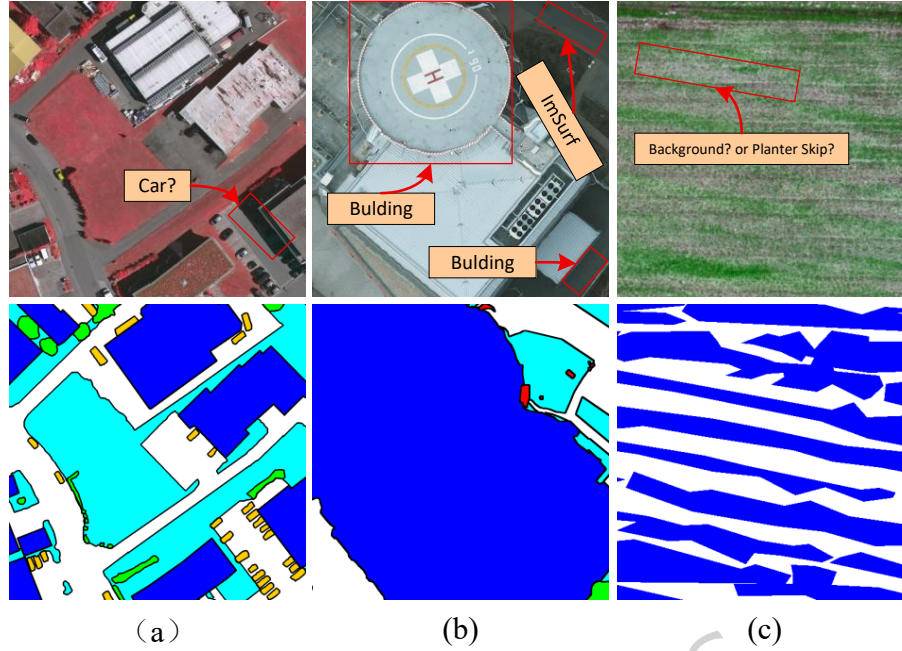 Car?
H
ImSurf
Bulding
Bulding
Background? or Planter Skip?
（a）
(b)
(c)